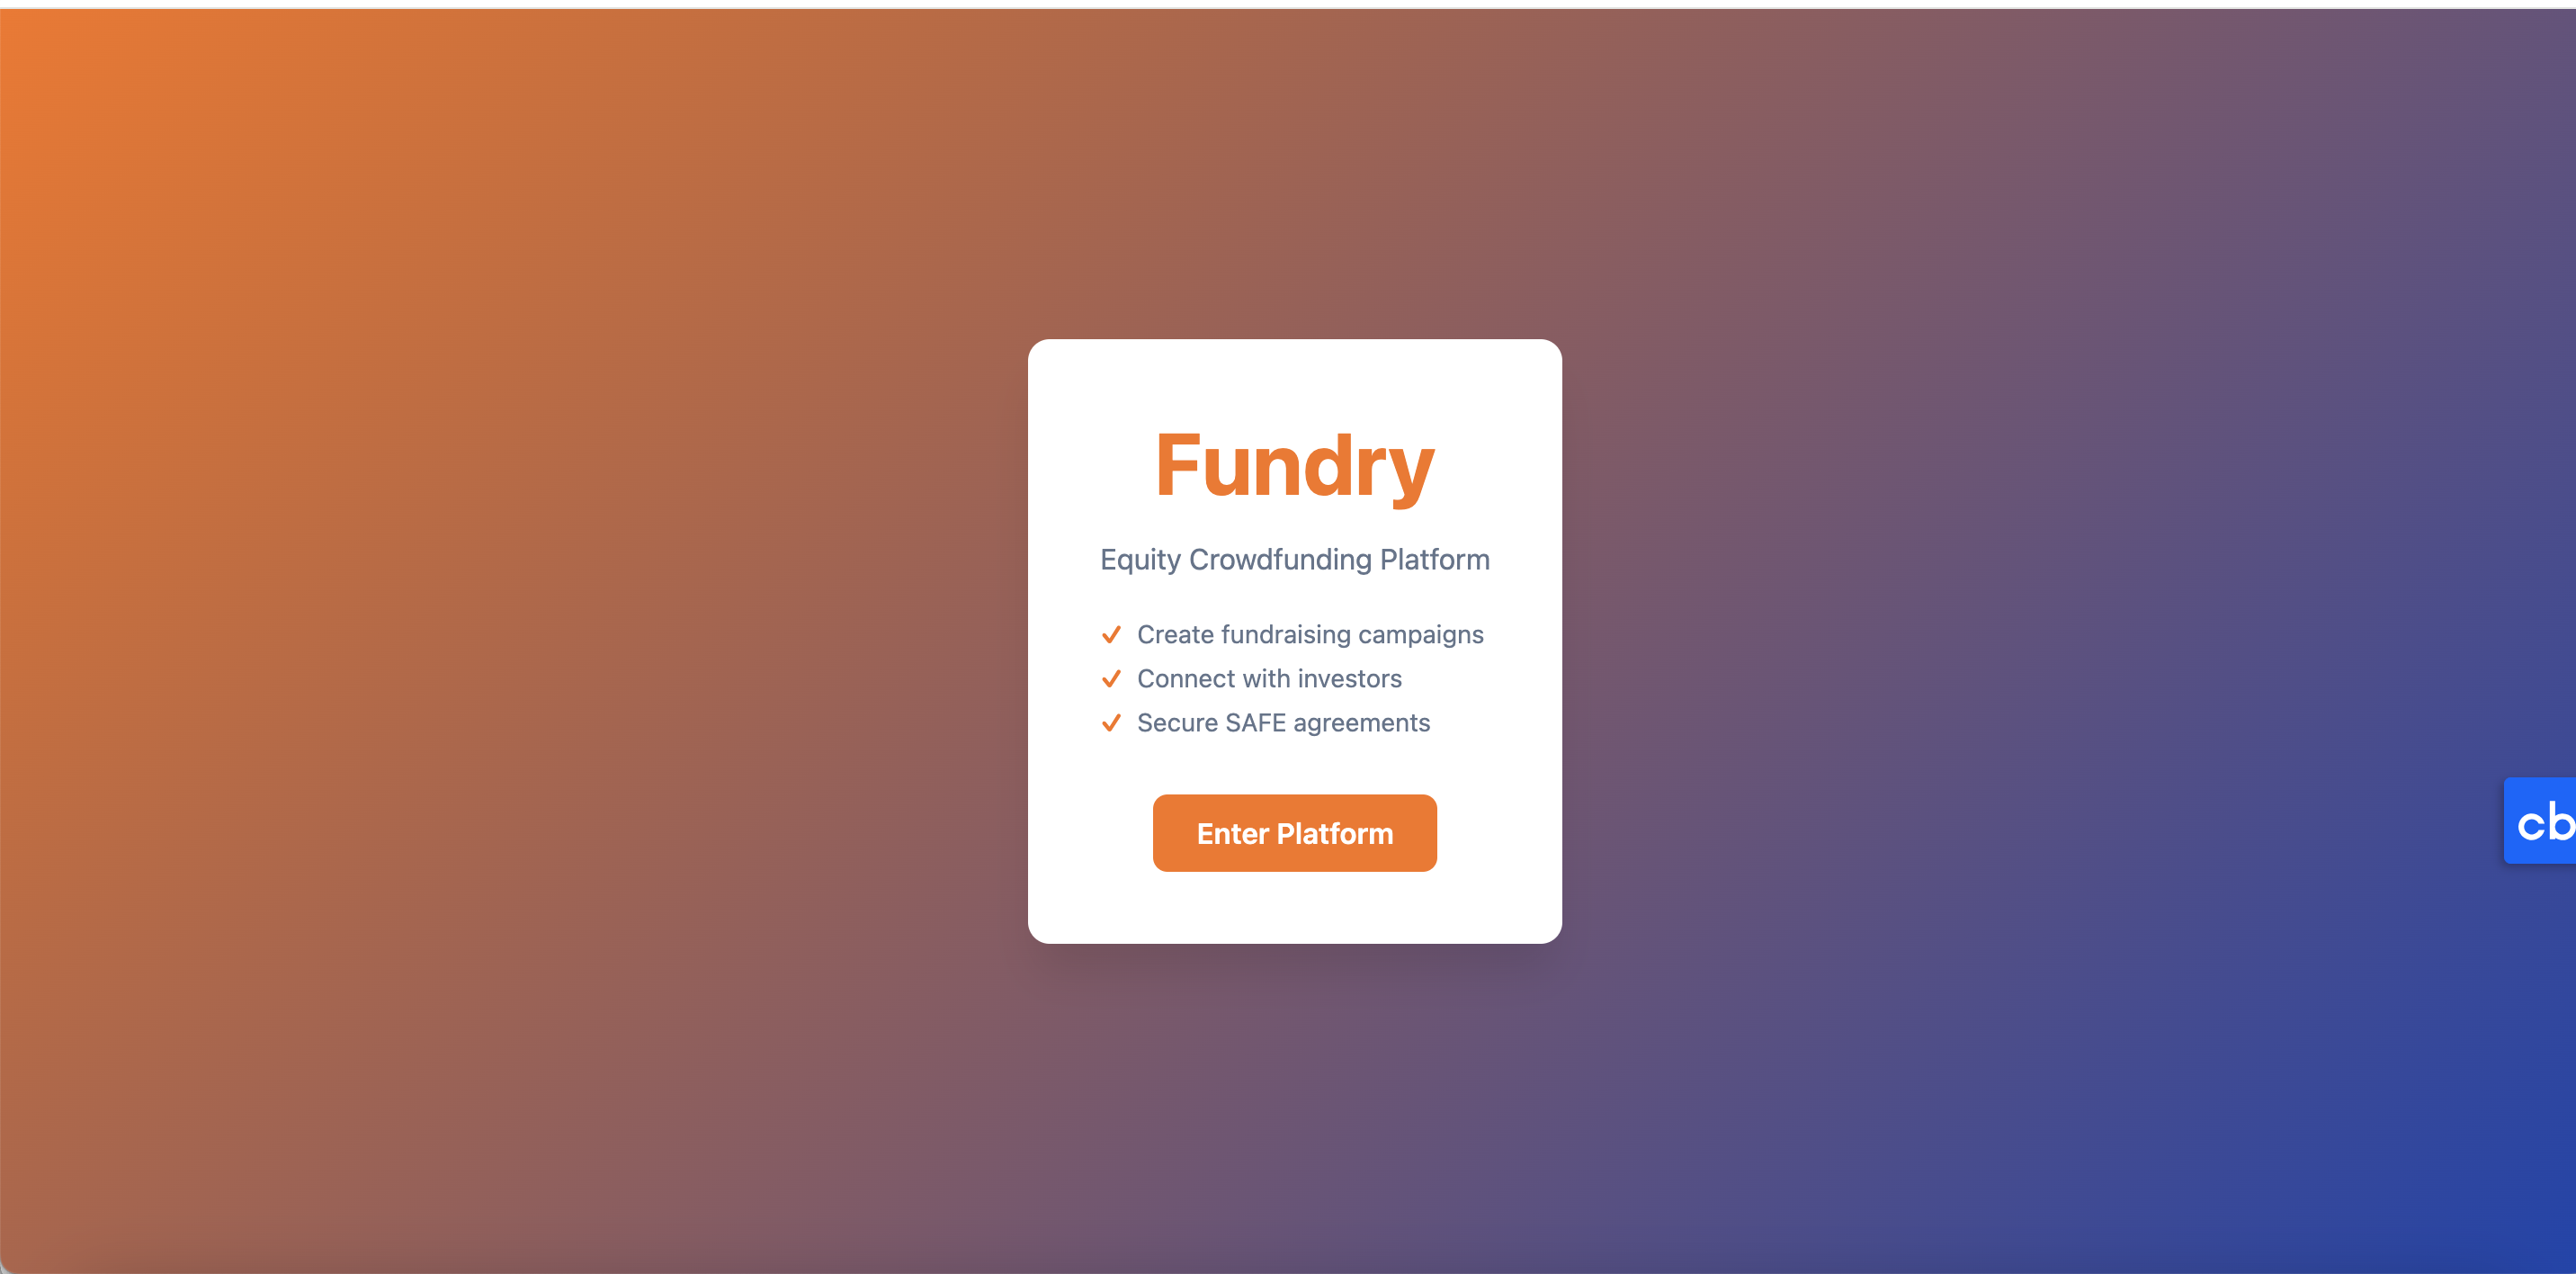 Fundry
Equity Crowdfunding Platform
Create fundraising campaigns
Connect with investors
Secure SAFE agreements
Enter Platform
cb